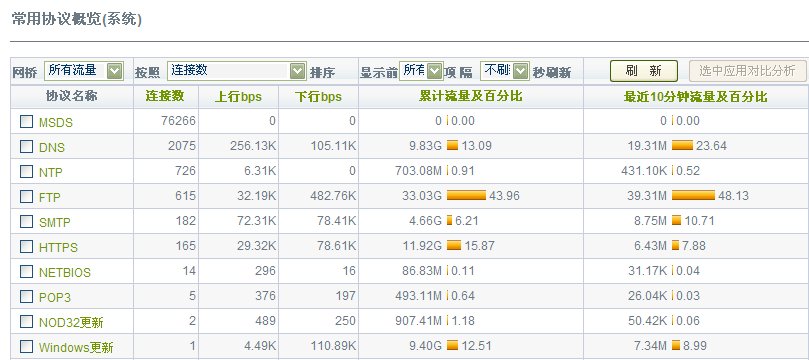 常用协议概览(系统)
网桥 所有流量 按照 连接数 排序 显示前 所有 项 隔 不刷 秒刷新 刷 新 选中应用对比分析
协议名称 连接数 上行bps 下行bps 累计流量及百分比 最近10分钟流量及百分比
MSDS 76266 0 0 0 0.00 0 0.00
DNS 2075 256.13K 105.11K 9.83G 13.09 19.31M 23.64
NTP 726 6.31K 0 703.08M 0.91 431.10K 0.52
FTP 615 32.19K 482.76K 33.03G 43.96 39.31M 48.13
SMTP 182 72.31K 78.41K 4.66G 6.21 8.75M 10.71
HTTPS 165 29.32K 78.61K 11.92G 15.87 6.43M 7.88
NETBIOS 14 296 16 86.83M 0.11 31.17K 0.04
POP3 5 376 197 493.11M 0.64 26.04K 0.03
NOD32更新 2 489 250 907.41M 1.18 50.42K 0.06
Windows更新 1 4.49K 110.89K 9.40G 12.51 7.34M 8.99